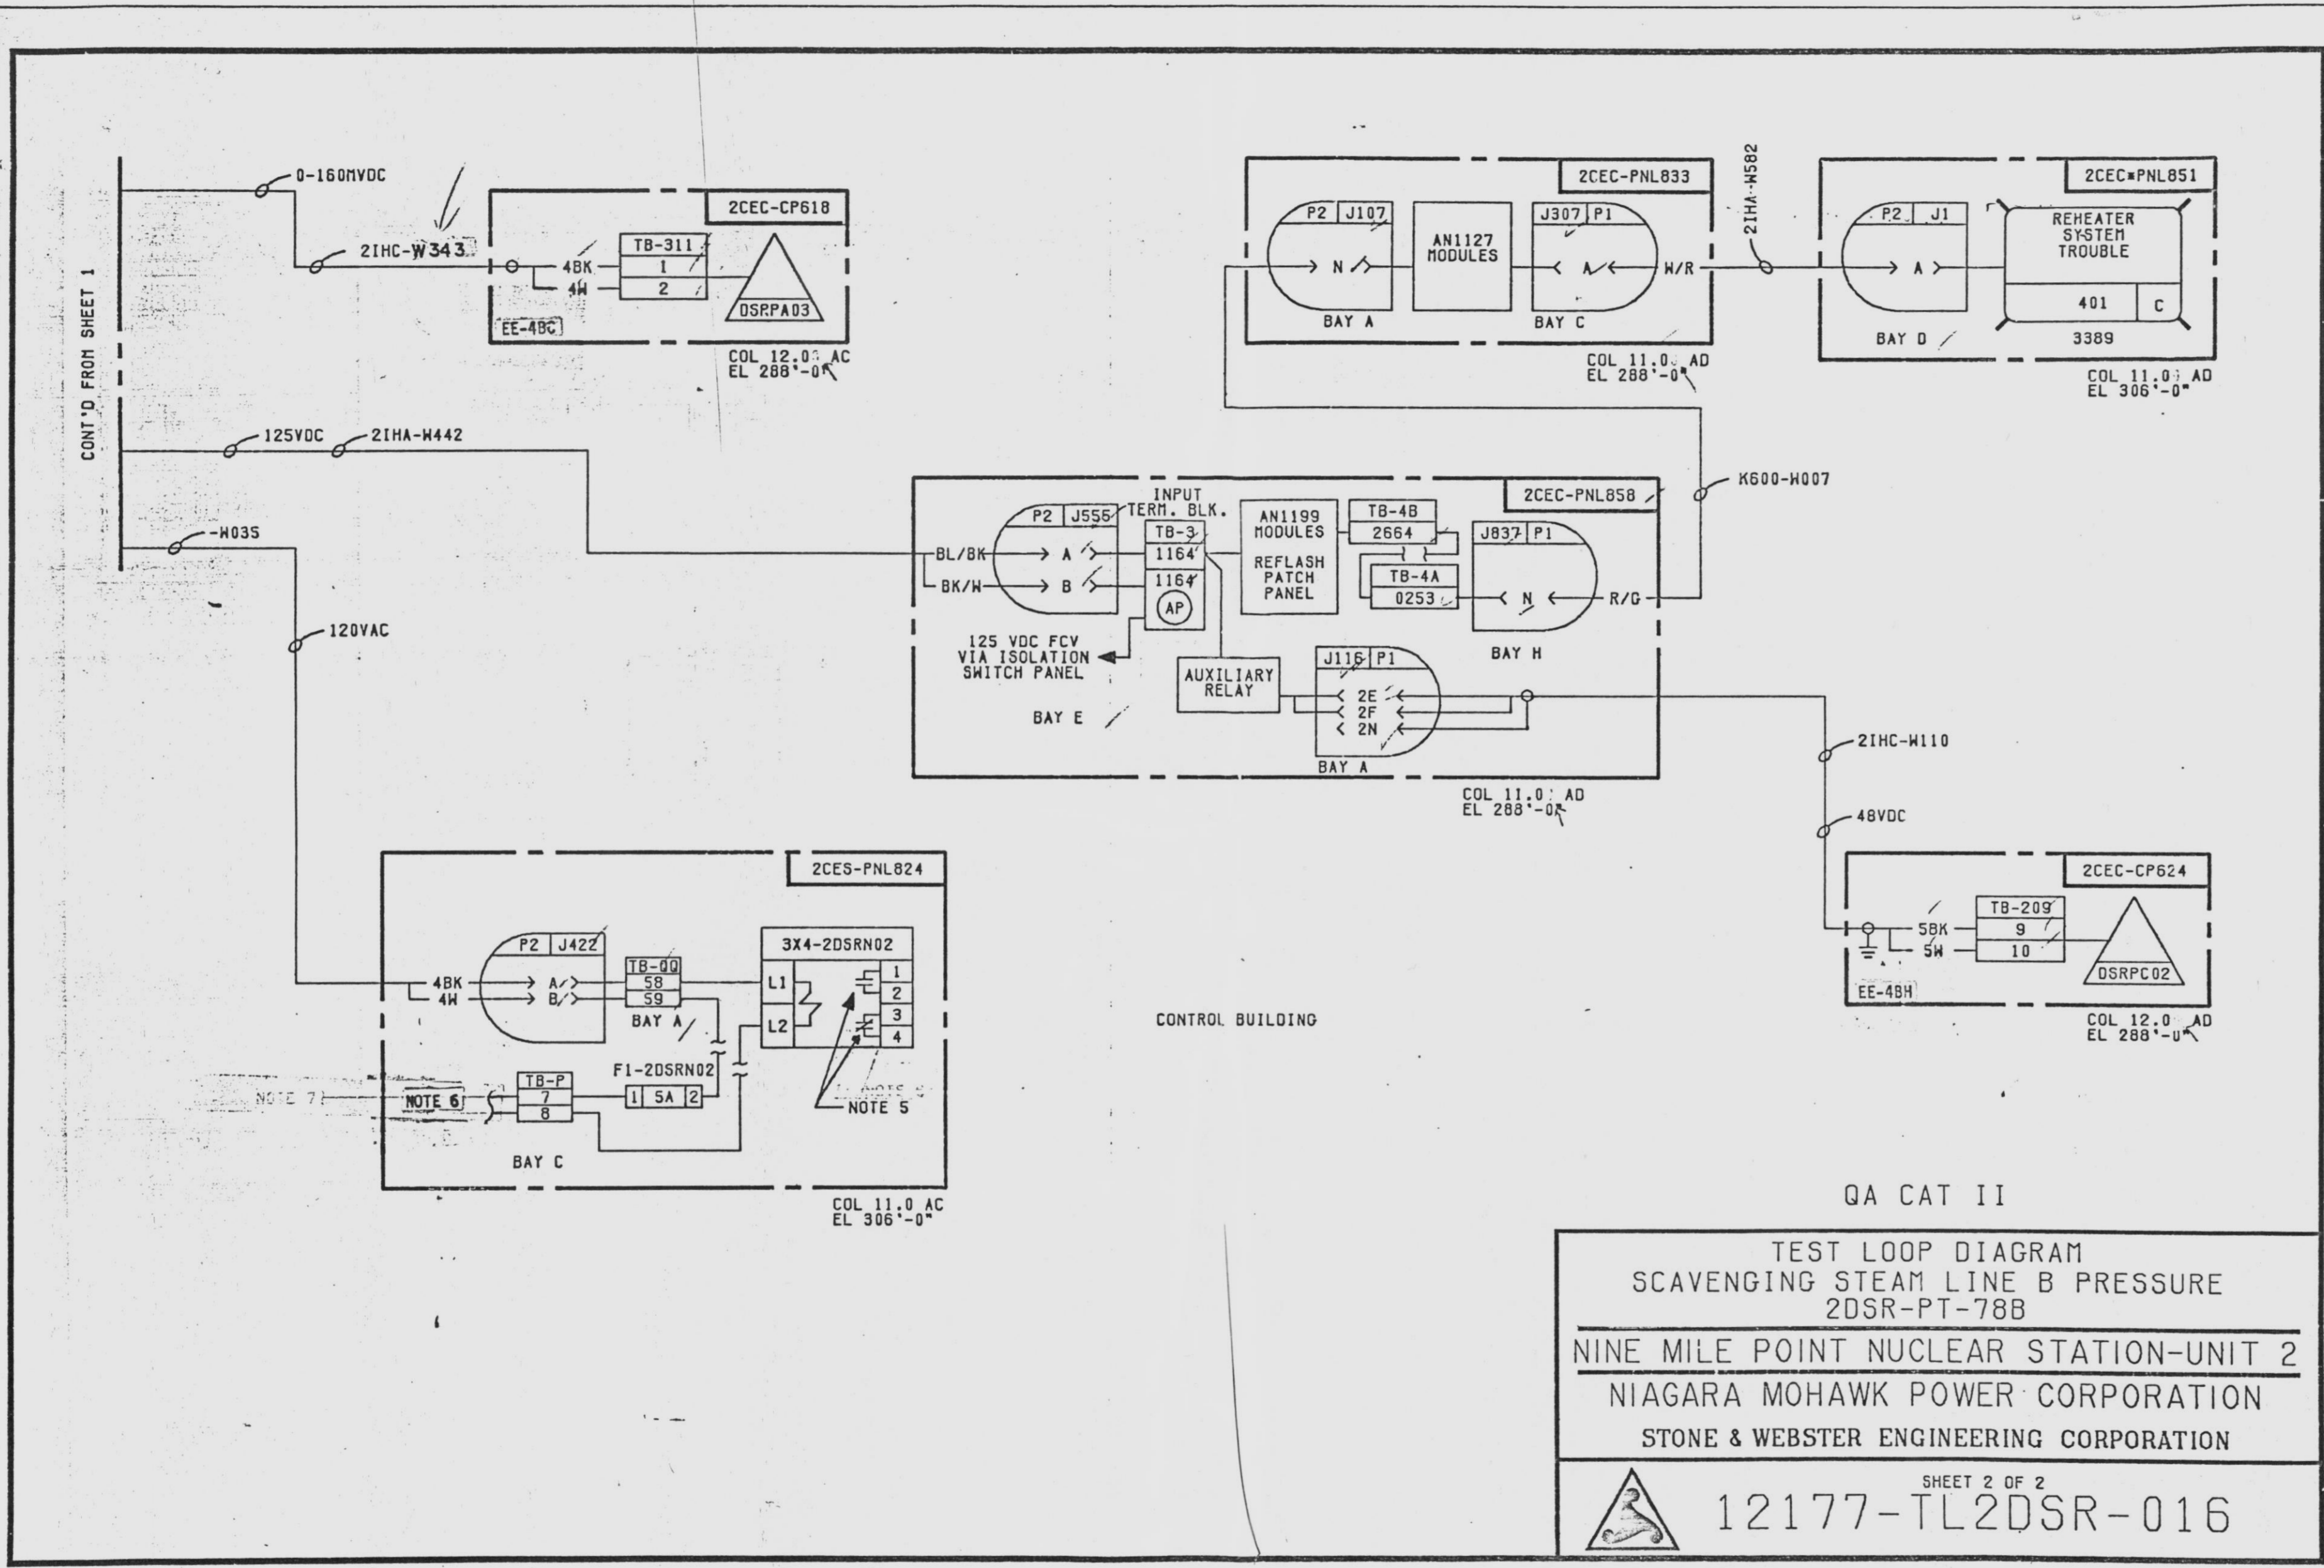 CONT'D FROM SHEET 1
0-160MVDC
2IHC-W343
2CEC-CP618
TB-311
4BK
1
4W
2
DSRPA03
EE-4BC
COL 12.0 AC
EL 288'-0"
2CEC-PNL833
P2 J107
N
BAY A
AN1127
MODULES
J307 P1
A
W/R
BAY C
COL 11.0 AD
EL 288'-0"
2IHA-W582
2CEC*PNL851
P2 J1
A
BAY D
REHEATER
SYSTEM
TROUBLE
401 C
3389
COL 11.0 AD
EL 306'-0"
125VDC
2IHA-W442
-W035
120VAC
2CEC-PNL858
K600-W007
P2 J555
BL/BK
A
BK/W
B
INPUT
TERM. BLK.
TB-3
1164
1164
AP
AN1199
MODULES
REFLASH
PATCH
PANEL
TB-4B
2664
TB-4A
0253
J837 P1
N
R/G
BAY H
125 VDC FCV
VIA ISOLATION
SWITCH PANEL
BAY E
AUXILIARY
RELAY
J116 P1
2E
2F
2N
BAY A
COL 11.0 AD
EL 288'-0"
2IHC-W110
48VDC
2CEC-CP624
TB-209
5BK
9
5W
10
DSRPC02
EE-4BH
COL 12.0 AD
EL 288'-0"
2CES-PNL824
P2 J422
4BK
A
4W
B
TB-QQ
58
59
BAY A
3X4-2DSRN02
L1
L2
1
2
3
4
F1-2DSRN02
1 5A 2
NOTE 5
NOTE 7
NOTE 6
TB-P
7
8
BAY C
COL 11.0 AC
EL 306'-0"
CONTROL BUILDING
QA CAT II
TEST LOOP DIAGRAM
SCAVENGING STEAM LINE B PRESSURE
2DSR-PT-78B
NINE MILE POINT NUCLEAR STATION-UNIT 2
NIAGARA MOHAWK POWER CORPORATION
STONE & WEBSTER ENGINEERING CORPORATION
SHEET 2 OF 2
12177-TL2DSR-016